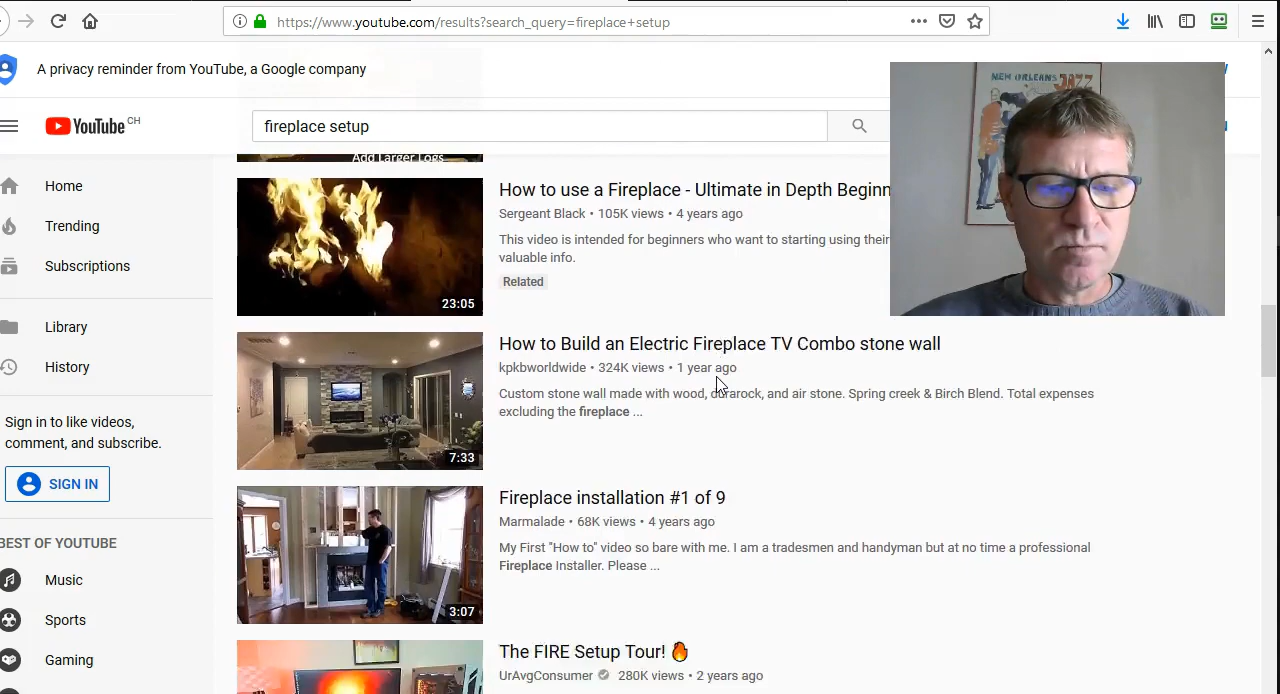 https://www.youtube.com/results?search_query=fireplace+setup
A privacy reminder from YouTube, a Google company
YouTube CH
fireplace setup
NEW ORLEANS JAZZ
Home
Trending
Subscriptions
Library
History
Sign in to like videos,
comment, and subscribe.
SIGN IN
BEST OF YOUTUBE
Music
Sports
Gaming
Add Larger Logs
23:05
How to use a Fireplace - Ultimate in Depth Beginn
Sergeant Black • 105K views • 4 years ago
This video is intended for beginners who want to starting using their
valuable info.
Related
7:33
How to Build an Electric Fireplace TV Combo stone wall
kpkbworldwide • 324K views • 1 year ago
Custom stone wall made with wood, durarock, and air stone. Spring creek & Birch Blend. Total expenses
excluding the fireplace ...
3:07
Fireplace installation #1 of 9
Marmalade • 68K views • 4 years ago
My First "How to" video so bare with me. I am a tradesmen and handyman but at no time a professional
Fireplace Installer. Please ...
The FIRE Setup Tour! 🔥
UrAvgConsumer 280K views • 2 years ago